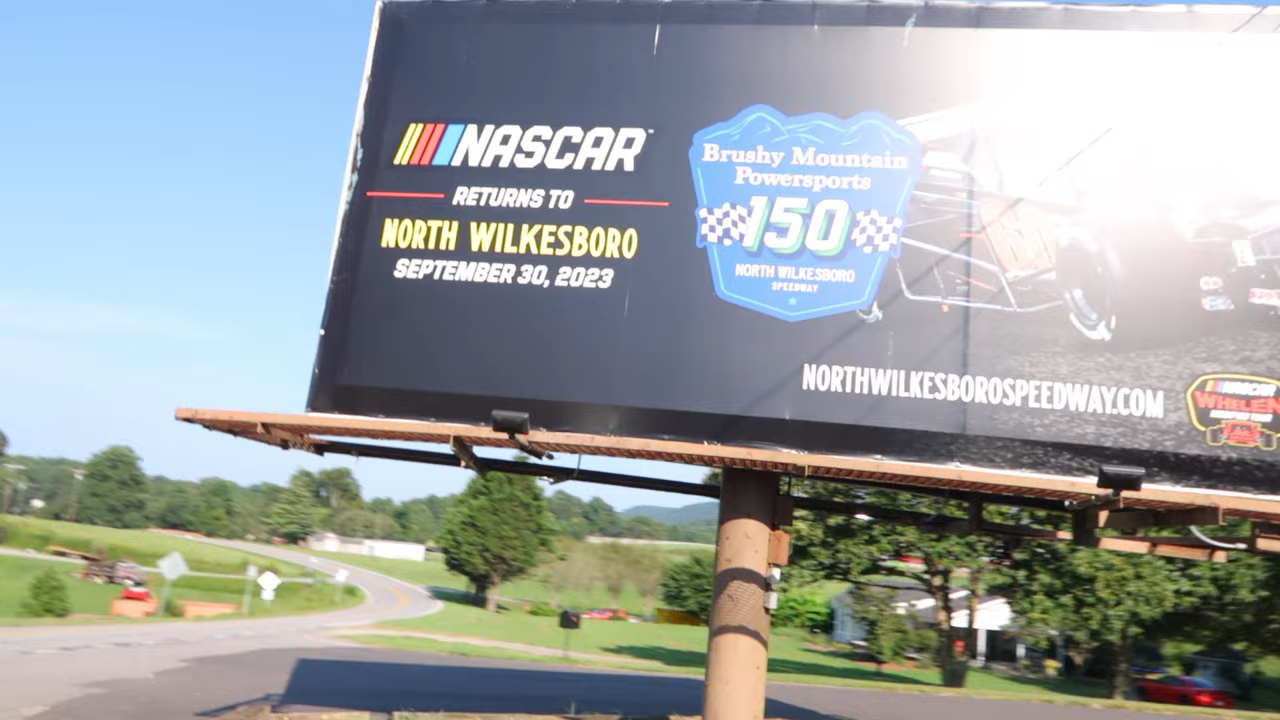 NASCAR
RETURNS TO
NORTH WILKESBORO
SEPTEMBER 30, 2023
Brushy Mountain
Powersports
150
NORTH WILKESBORO
SPEEDWAY
NORTHWILKESBOROSPEEDWAY.COM
NASCAR
WHELEN